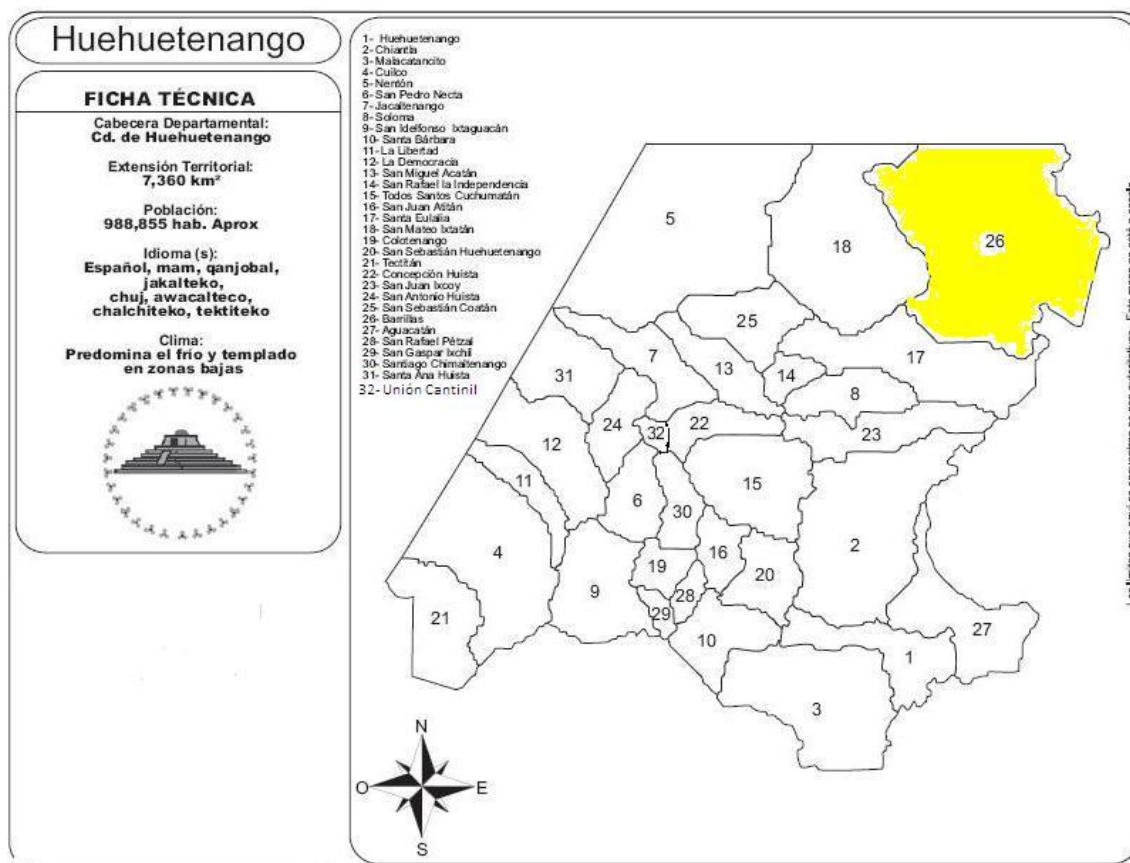 Huehuetenango
FICHA TÉCNICA
Cabecera Departamental:
Cd. de Huehuetenango
Extensión Territorial:
7,360 km²
Población:
988,855 hab. Aprox
Idioma (s):
Español, mam, qanjobal,
jakalteko,
chuj, awacalteco,
chalchiteko, tektiteko
Clima:
Predomina el frío y templado
en zonas bajas
1- Huehuetenango
2- Chiantla
3- Malacatancito
4- Cuilco
5- Nentón
6- San Pedro Necta
7- Jacaltenango
8- Soloma
9- San Idelfonso Ixtaguacán
10- Santa Bárbara
11- La Libertad
12- La Democracia
13- San Miguel Acatán
14- San Rafael la Independencia
15- Todos Santos Cuchumatán
16- San Juan Atitán
17- Santa Eulalia
18- San Mateo Ixtatán
19- Colotenango
20- San Sebastián Huehuetenango
21- Tectitán
22- Concepción Huista
23- San Juan Ixcoy
24- San Antonio Huista
25- San Sebastián Coatán
26- Barrillas
27- Aguacatán
28- San Rafael Pétzal
29- San Gaspar Ixchil
30- Santiago Chimaltenango
31- Santa Ana Huista
32- Unión Cantinil
5
18
26
25
17
7
13
14
31
8
24
22
32
23
12
11
15
6
30
4
16
2
19
20
9
28
21
29
27
10
1
3
N
O
E
S